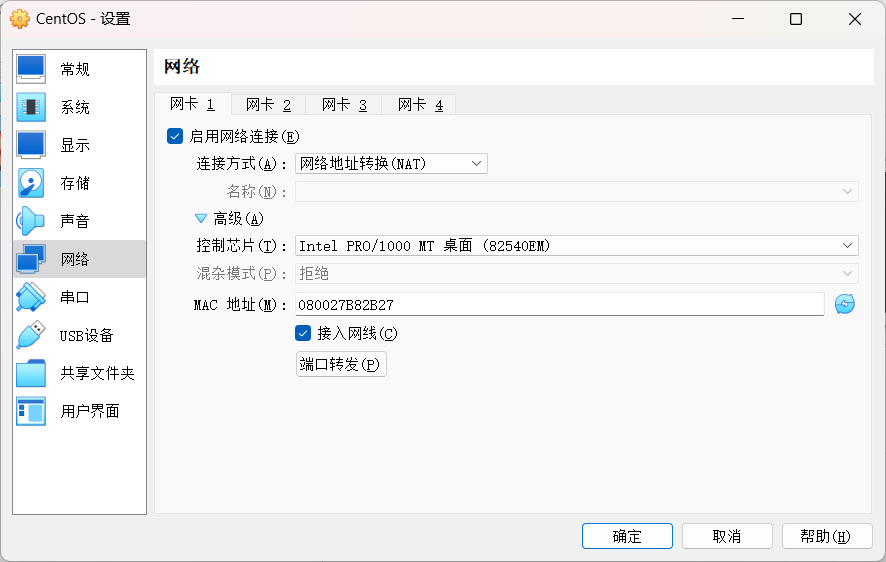 CentOS - 设置
常规
系统
显示
存储
声音
网络
串口
USB设备
共享文件夹
用户界面
网络
网卡 1 网卡 2 网卡 3 网卡 4
启用网络连接(E)
连接方式(A): 网络地址转换(NAT)
名称(N):
高级(A)
控制芯片(T): Intel PRO/1000 MT 桌面 (82540EM)
混杂模式(P): 拒绝
MAC 地址(M): 080027B82B27
接入网线(C)
端口转发(P)
确定 取消 帮助(H)